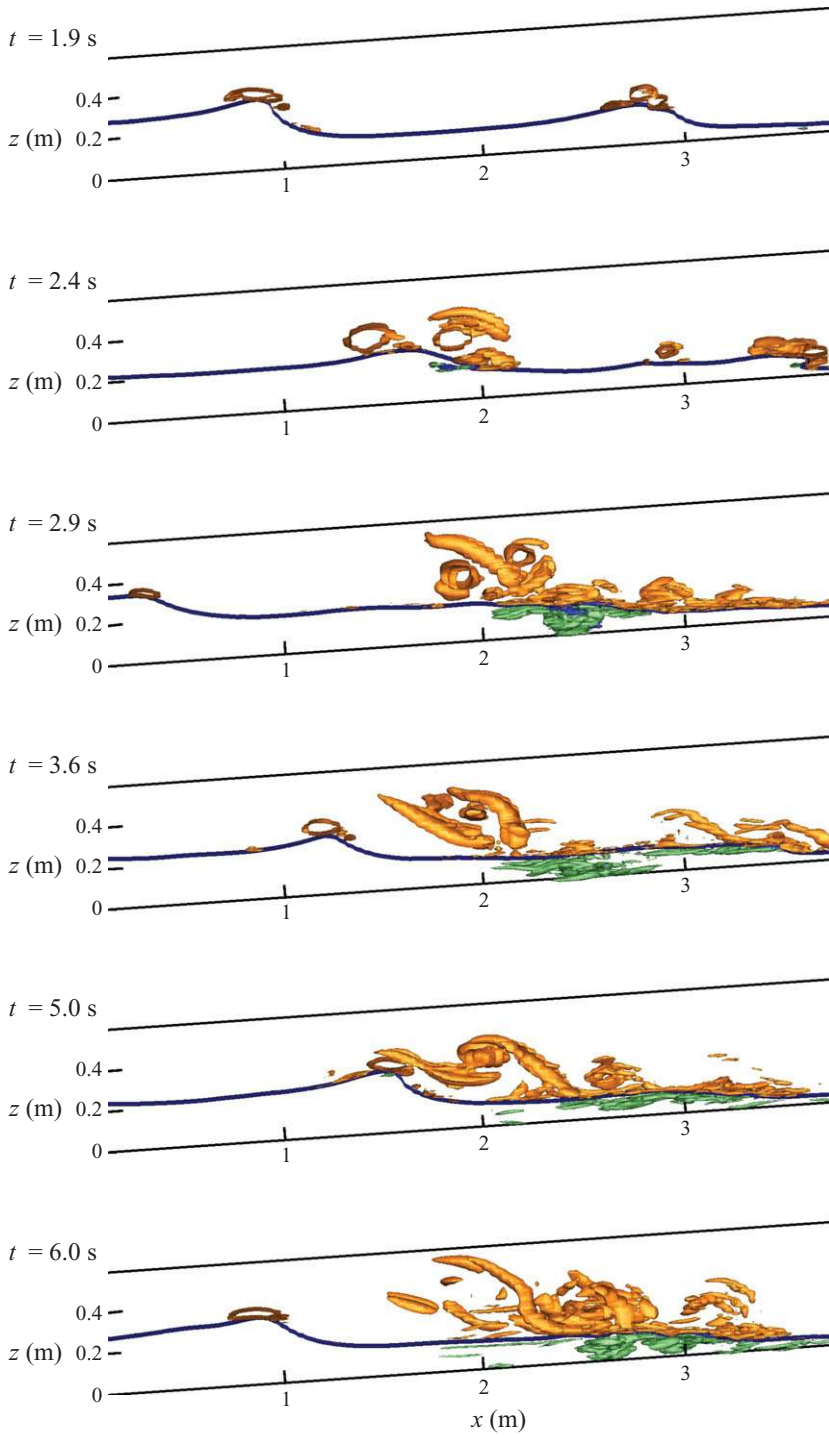 t = 1.9 s
0.4
z (m) 0.2
0
1 2 3
t = 2.4 s
0.4
z (m) 0.2
0
1 2 3
t = 2.9 s
0.4
z (m) 0.2
0
1 2 3
t = 3.6 s
0.4
z (m) 0.2
0
1 2 3
t = 5.0 s
0.4
z (m) 0.2
0
1 2 3
t = 6.0 s
0.4
z (m) 0.2
0
1 2 3
x (m)